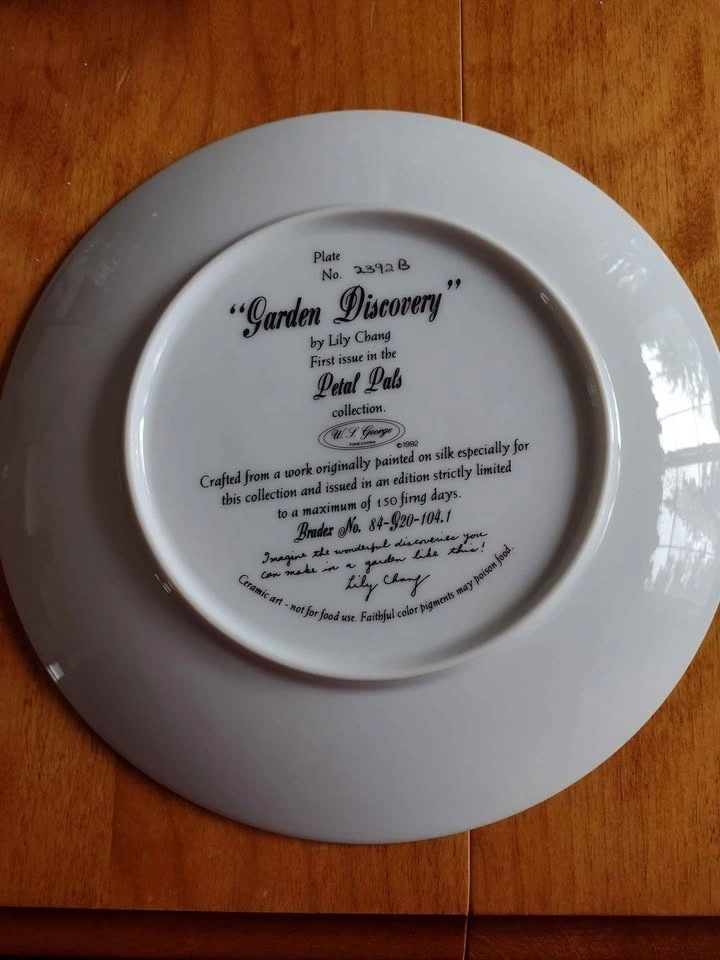 Plate
No. 2392B
“Garden Discovery”
by Lily Chang
First issue in the
Petal Pals
collection.
W. S. George
FINE CHINA
©1992
Crafted from a work originally painted on silk especially for
this collection and issued in an edition strictly limited
to a maximum of 150 firng days.
Bradex No. 84-G20-104.1
Imagine the wonderful discoveries you
can make in a garden like this!
Lily Chang
Ceramic art - not for food use. Faithful color pigments may poison food.